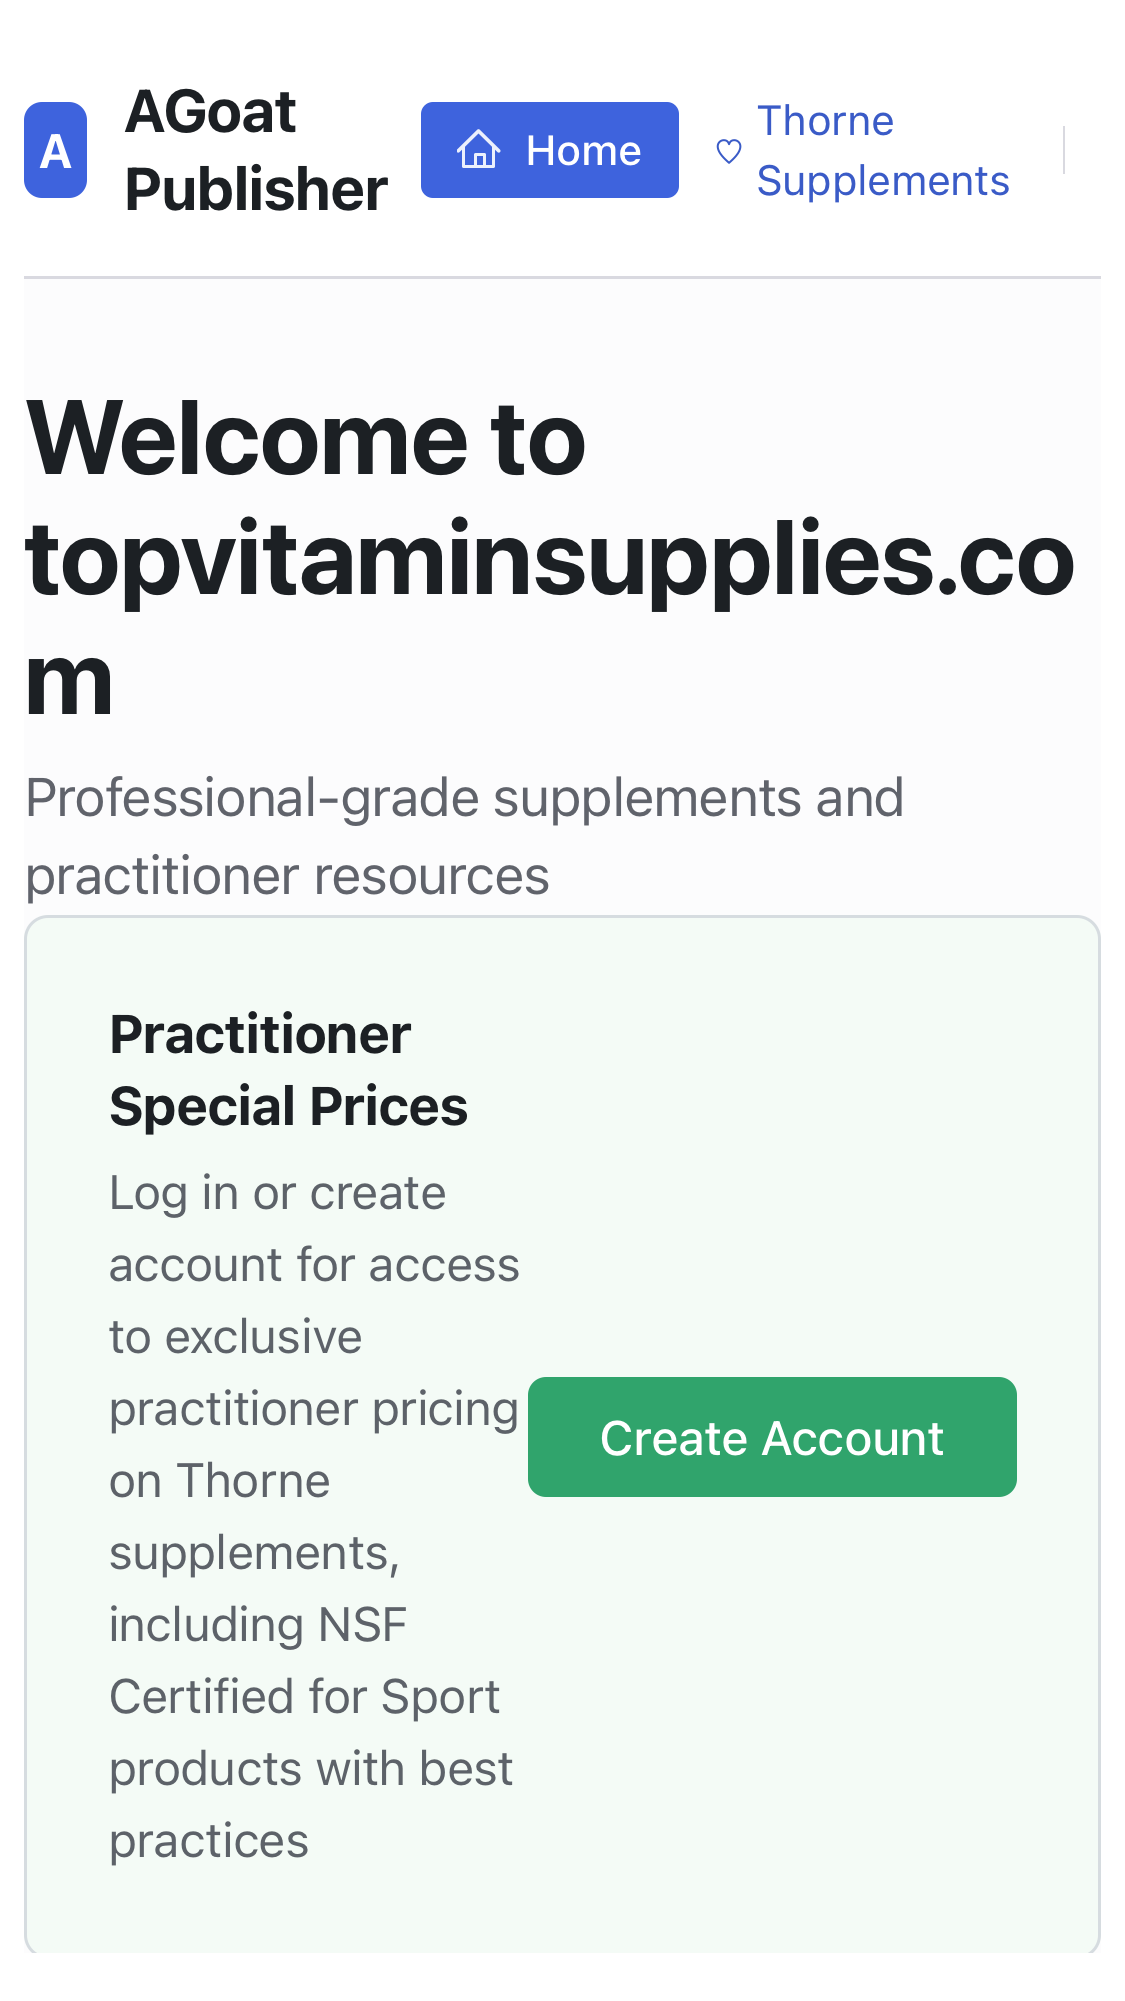 A
AGoat
Publisher
Home
Thorne
Supplements
Welcome to
topvitaminsupplies.co
m
Professional-grade supplements and
practitioner resources
Practitioner
Special Prices
Log in or create
account for access
to exclusive
practitioner pricing
on Thorne
supplements,
including NSF
Certified for Sport
products with best
practices
Create Account